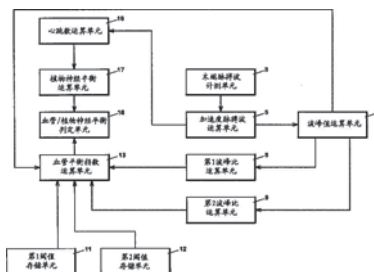 15
心跳数运算单元
17
植物神经平衡
运算单元
3
末端脉搏波
计测单元
16
血管/植物神经平衡
判定单元
5
加速度脉搏波
运算单元
波峰值运算单元
13
血管平衡指数
运算单元
8
第1波峰比
运算单元
9
第2波峰比
运算单元
11
第1阈值
存储单元
12
第2阈值
存储单元